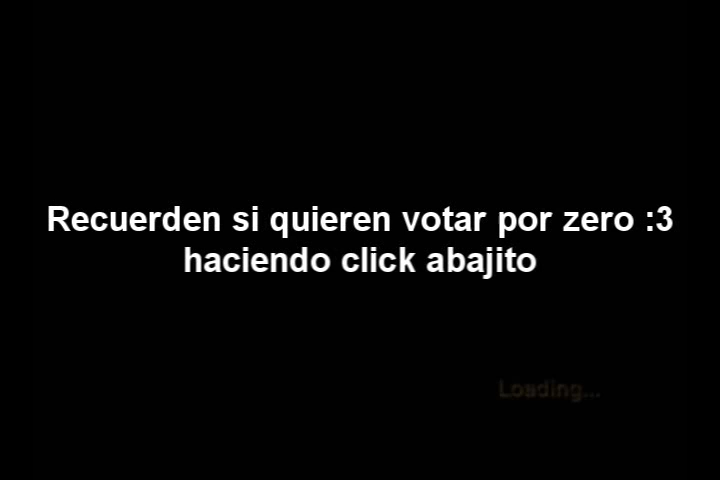 Recuerden si quieren votar por zero :3
haciendo click abajito
Loading...